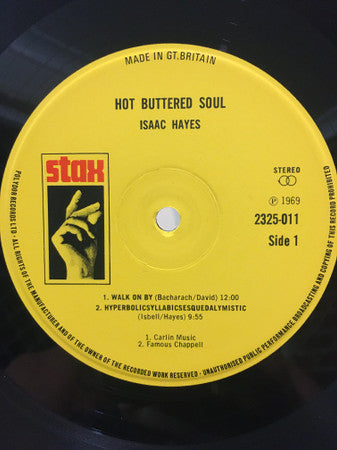 MADE IN GT.BRITAIN
HOT BUTTERED SOUL
ISAAC HAYES
stax
STEREO
℗ 1969
2325-011
Side 1
1. WALK ON BY (Bacharach/David) 12:00
2. HYPERBOLICSYLLABICSESQUEDALYMISTIC
(Isbell/Hayes) 9:55
1. Carlin Music
2. Famous Chappell
POLYDOR RECORDS LTD · ALL RIGHTS OF THE MANUFACTURER AND OF THE OWNER OF THE RECORDED WORK RESERVED · UNAUTHORISED PUBLIC PERFORMANCE BROADCASTING AND COPYING OF THIS RECORD PROHIBITED